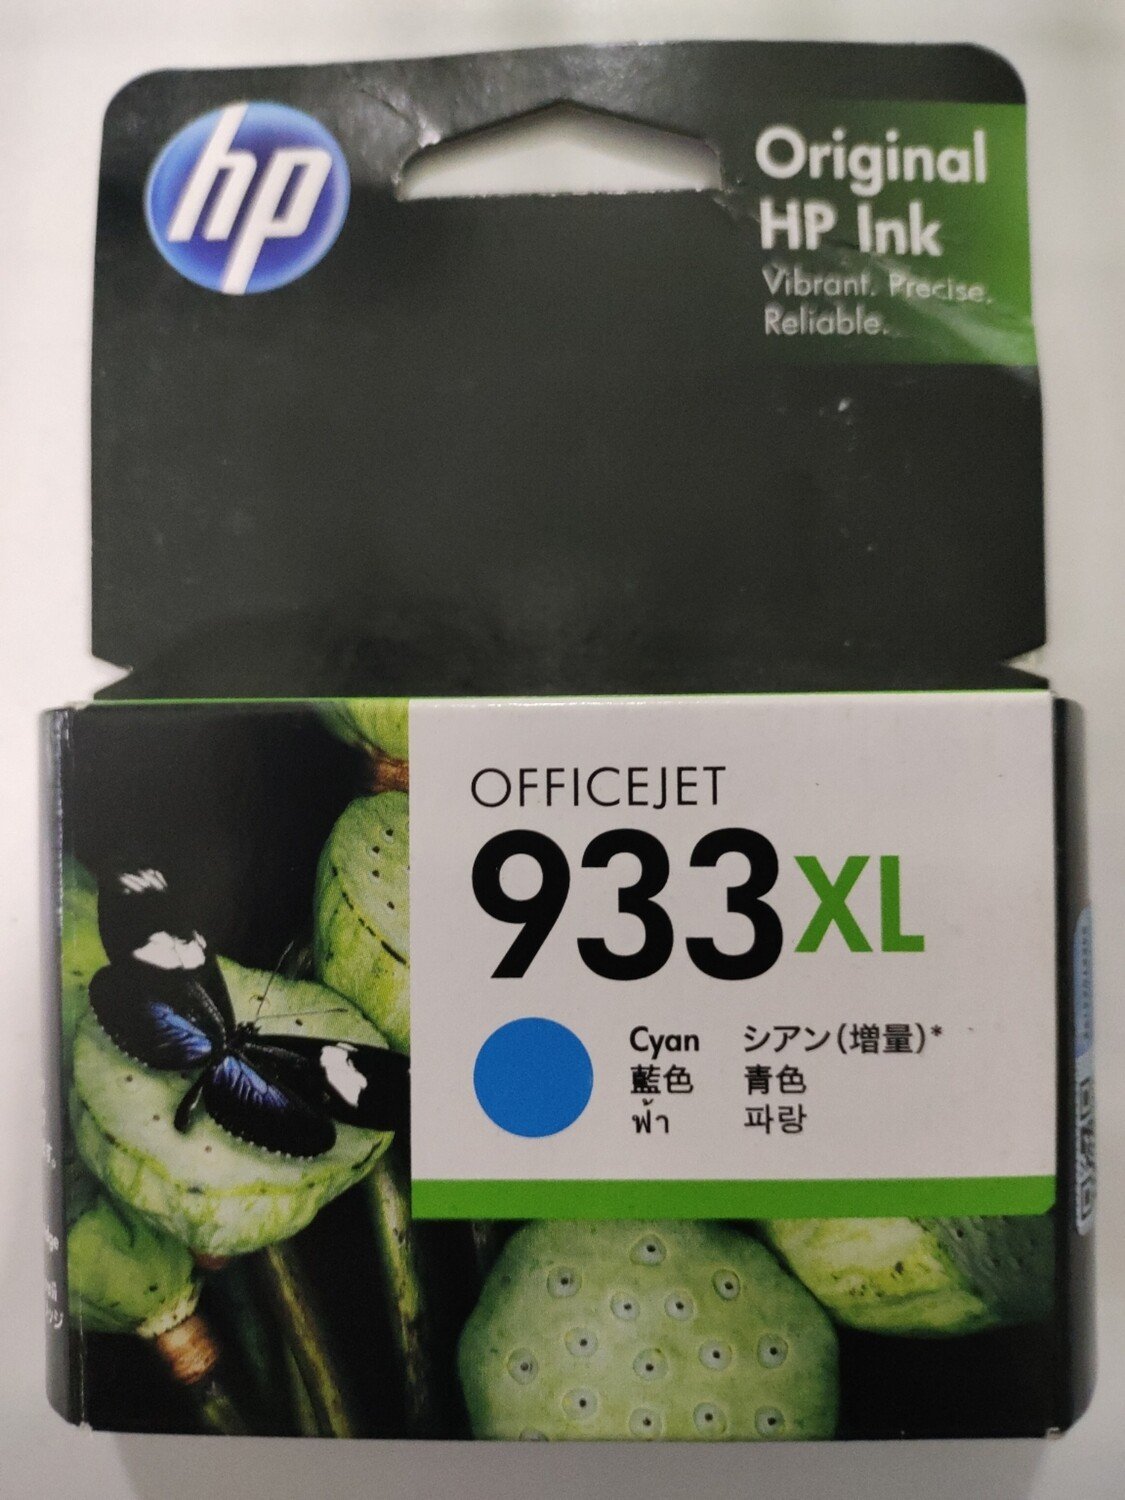 hp
Original
HP Ink
Vibrant. Precise.
Reliable.
OFFICEJET
933XL
Cyan シアン(増量)*
藍色 青色
ฟ้า 파랑